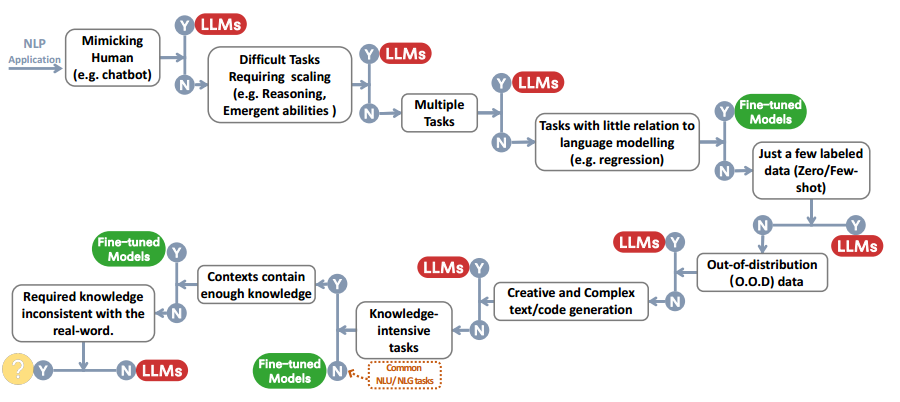 NLP
Application
Mimicking
Human
(e.g. chatbot)
Y
LLMs
N
Difficult Tasks
Requiring scaling
(e.g. Reasoning,
Emergent abilities )
Y
LLMs
N
Multiple
Tasks
Y
LLMs
N
Tasks with little relation to
language modelling
(e.g. regression)
Y
Fine-tuned
Models
N
Just a few labeled
data (Zero/Few-
shot)
N
Y
LLMs
Out-of-distribution
(O.O.D) data
LLMs
Y
N
Creative and Complex
text/code generation
LLMs
Y
N
Knowledge-
intensive
tasks
Y
Fine-tuned
Models
N
Common
NLU/ NLG tasks
Contexts contain
enough knowledge
Fine-tuned
Models
Y
N
Required knowledge
inconsistent with the
real-word.
?
Y
N
LLMs